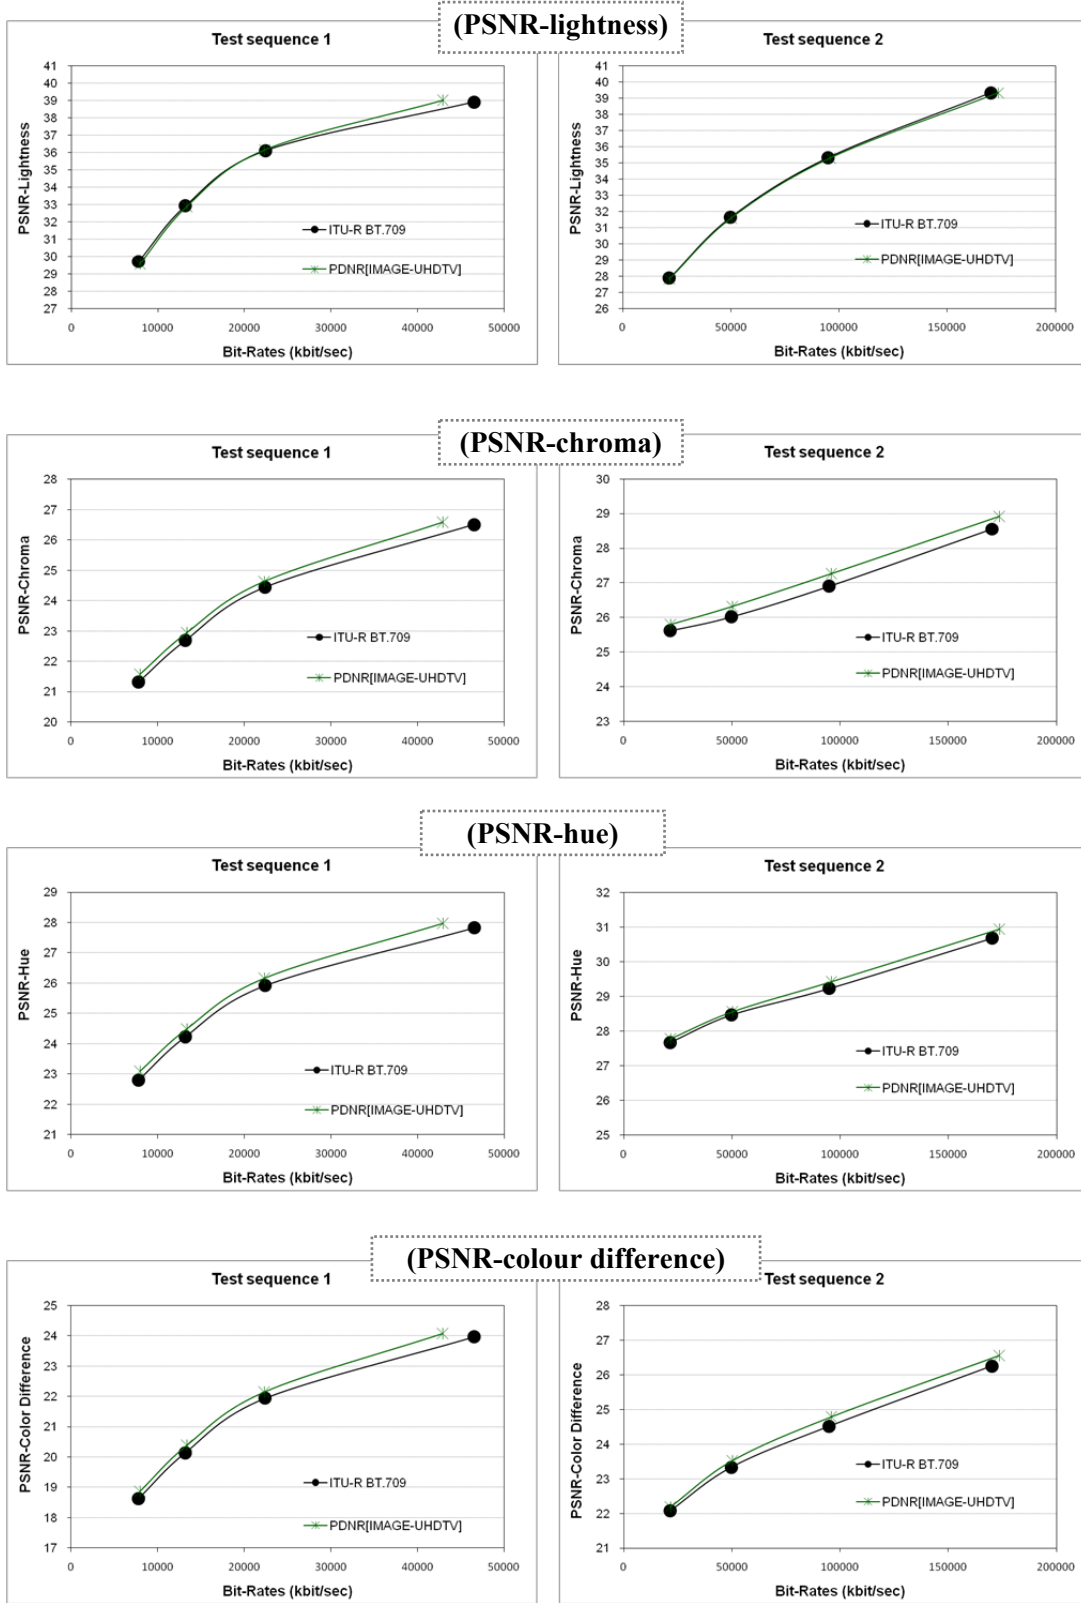 (PSNR-lightness)
Test sequence 1
PSNR-Lightness
41
40
39
38
37
36
35
34
33
32
31
30
29
28
27
0
10000
20000
30000
40000
50000
Bit-Rates (kbit/sec)
ITU-R BT.709
PDNR[IMAGE-UHDTV]
Test sequence 2
PSNR-Lightness
41
40
39
38
37
36
35
34
33
32
31
30
29
28
27
26
0
50000
100000
150000
200000
Bit-Rates (kbit/sec)
ITU-R BT.709
PDNR[IMAGE-UHDTV]
(PSNR-chroma)
Test sequence 1
PSNR-Chroma
28
27
26
25
24
23
22
21
20
0
10000
20000
30000
40000
50000
Bit-Rates (kbit/sec)
ITU-R BT.709
PDNR[IMAGE-UHDTV]
Test sequence 2
PSNR-Chroma
30
29
28
27
26
25
24
23
0
50000
100000
150000
200000
Bit-Rates (kbit/sec)
ITU-R BT.709
PDNR[IMAGE-UHDTV]
(PSNR-hue)
Test sequence 1
PSNR-Hue
29
28
27
26
25
24
23
22
21
0
10000
20000
30000
40000
50000
Bit-Rates (kbit/sec)
ITU-R BT.709
PDNR[IMAGE-UHDTV]
Test sequence 2
PSNR-Hue
32
31
30
29
28
27
26
25
0
50000
100000
150000
200000
Bit-Rates (kbit/sec)
ITU-R BT.709
PDNR[IMAGE-UHDTV]
(PSNR-colour difference)
Test sequence 1
PSNR-Color Difference
25
24
23
22
21
20
19
18
17
0
10000
20000
30000
40000
50000
Bit-Rates (kbit/sec)
ITU-R BT.709
PDNR[IMAGE-UHDTV]
Test sequence 2
PSNR-Color Difference
28
27
26
25
24
23
22
21
0
50000
100000
150000
200000
Bit-Rates (kbit/sec)
ITU-R BT.709
PDNR[IMAGE-UHDTV]